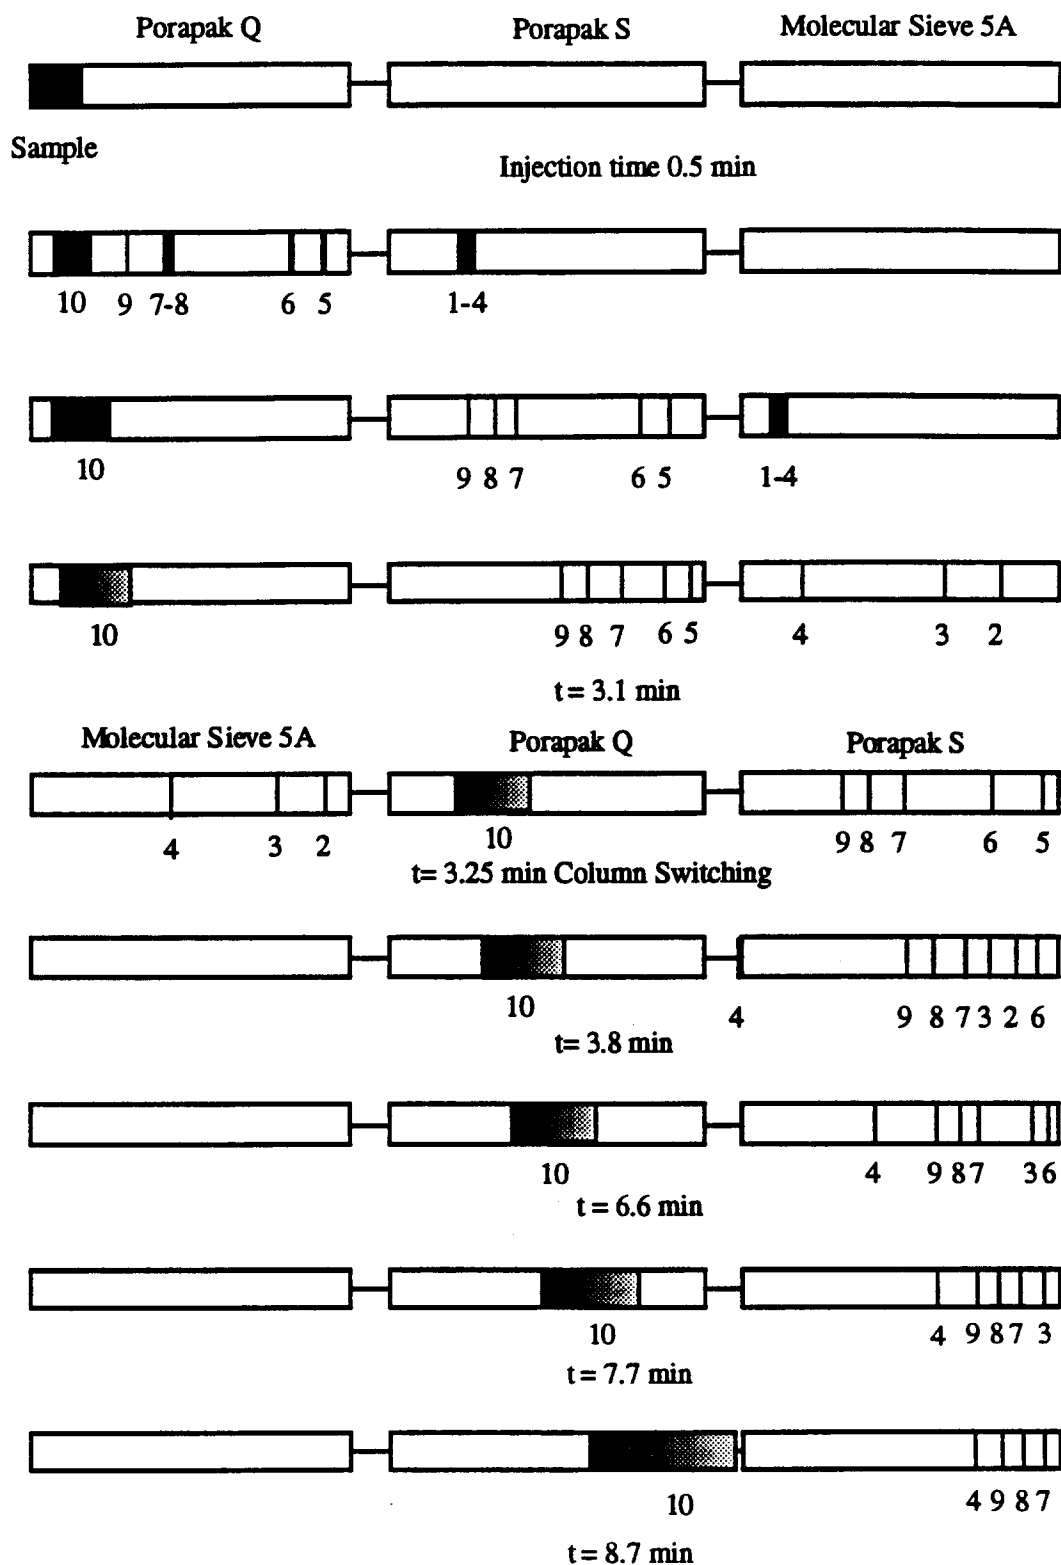 Porapak Q Porapak S Molecular Sieve 5A
Sample
Injection time 0.5 min
10 9 7-8 6 5 1-4
10 9 8 7 6 5 1-4
10 9 8 7 6 5 4 3 2
t = 3.1 min
Molecular Sieve 5A Porapak Q Porapak S
4 3 2 10 9 8 7 6 5
t= 3.25 min Column Switching
10 4 9 8 7 3 2 6
t= 3.8 min
10 4 9 8 7 3 6
t = 6.6 min
10 4 9 8 7 3
t = 7.7 min
10 4 9 8 7
t = 8.7 min